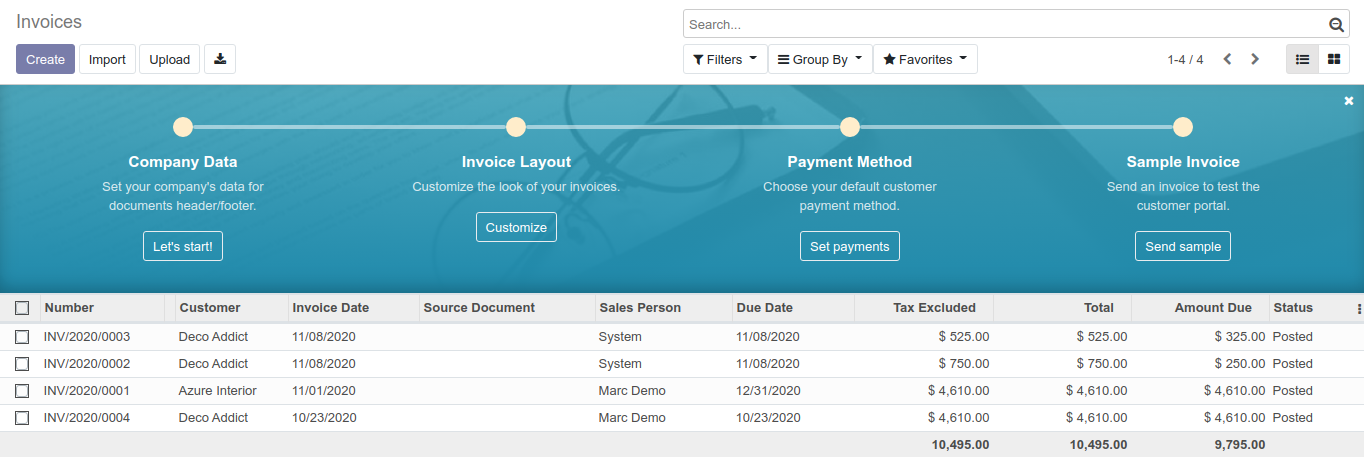 Invoices
Search...
Create Import Upload
Filters Group By Favorites 1-4 / 4
Company Data Invoice Layout Payment Method Sample Invoice
Set your company's data for Customize the look of your invoices. Choose your default customer Send an invoice to test the
documents header/footer. payment method. customer portal.
Customize
Let's start! Set payments Send sample
Number Customer Invoice Date Source Document Sales Person Due Date Tax Excluded Total Amount Due Status
INV/2020/0003 Deco Addict 11/08/2020 System 11/08/2020 $ 525.00 $ 525.00 $ 325.00 Posted
INV/2020/0002 Deco Addict 11/08/2020 System 11/08/2020 $ 750.00 $ 750.00 $ 250.00 Posted
INV/2020/0001 Azure Interior 11/01/2020 Marc Demo 12/31/2020 $ 4,610.00 $ 4,610.00 $ 4,610.00 Posted
INV/2020/0004 Deco Addict 10/23/2020 Marc Demo 10/23/2020 $ 4,610.00 $ 4,610.00 $ 4,610.00 Posted
10,495.00 10,495.00 9,795.00